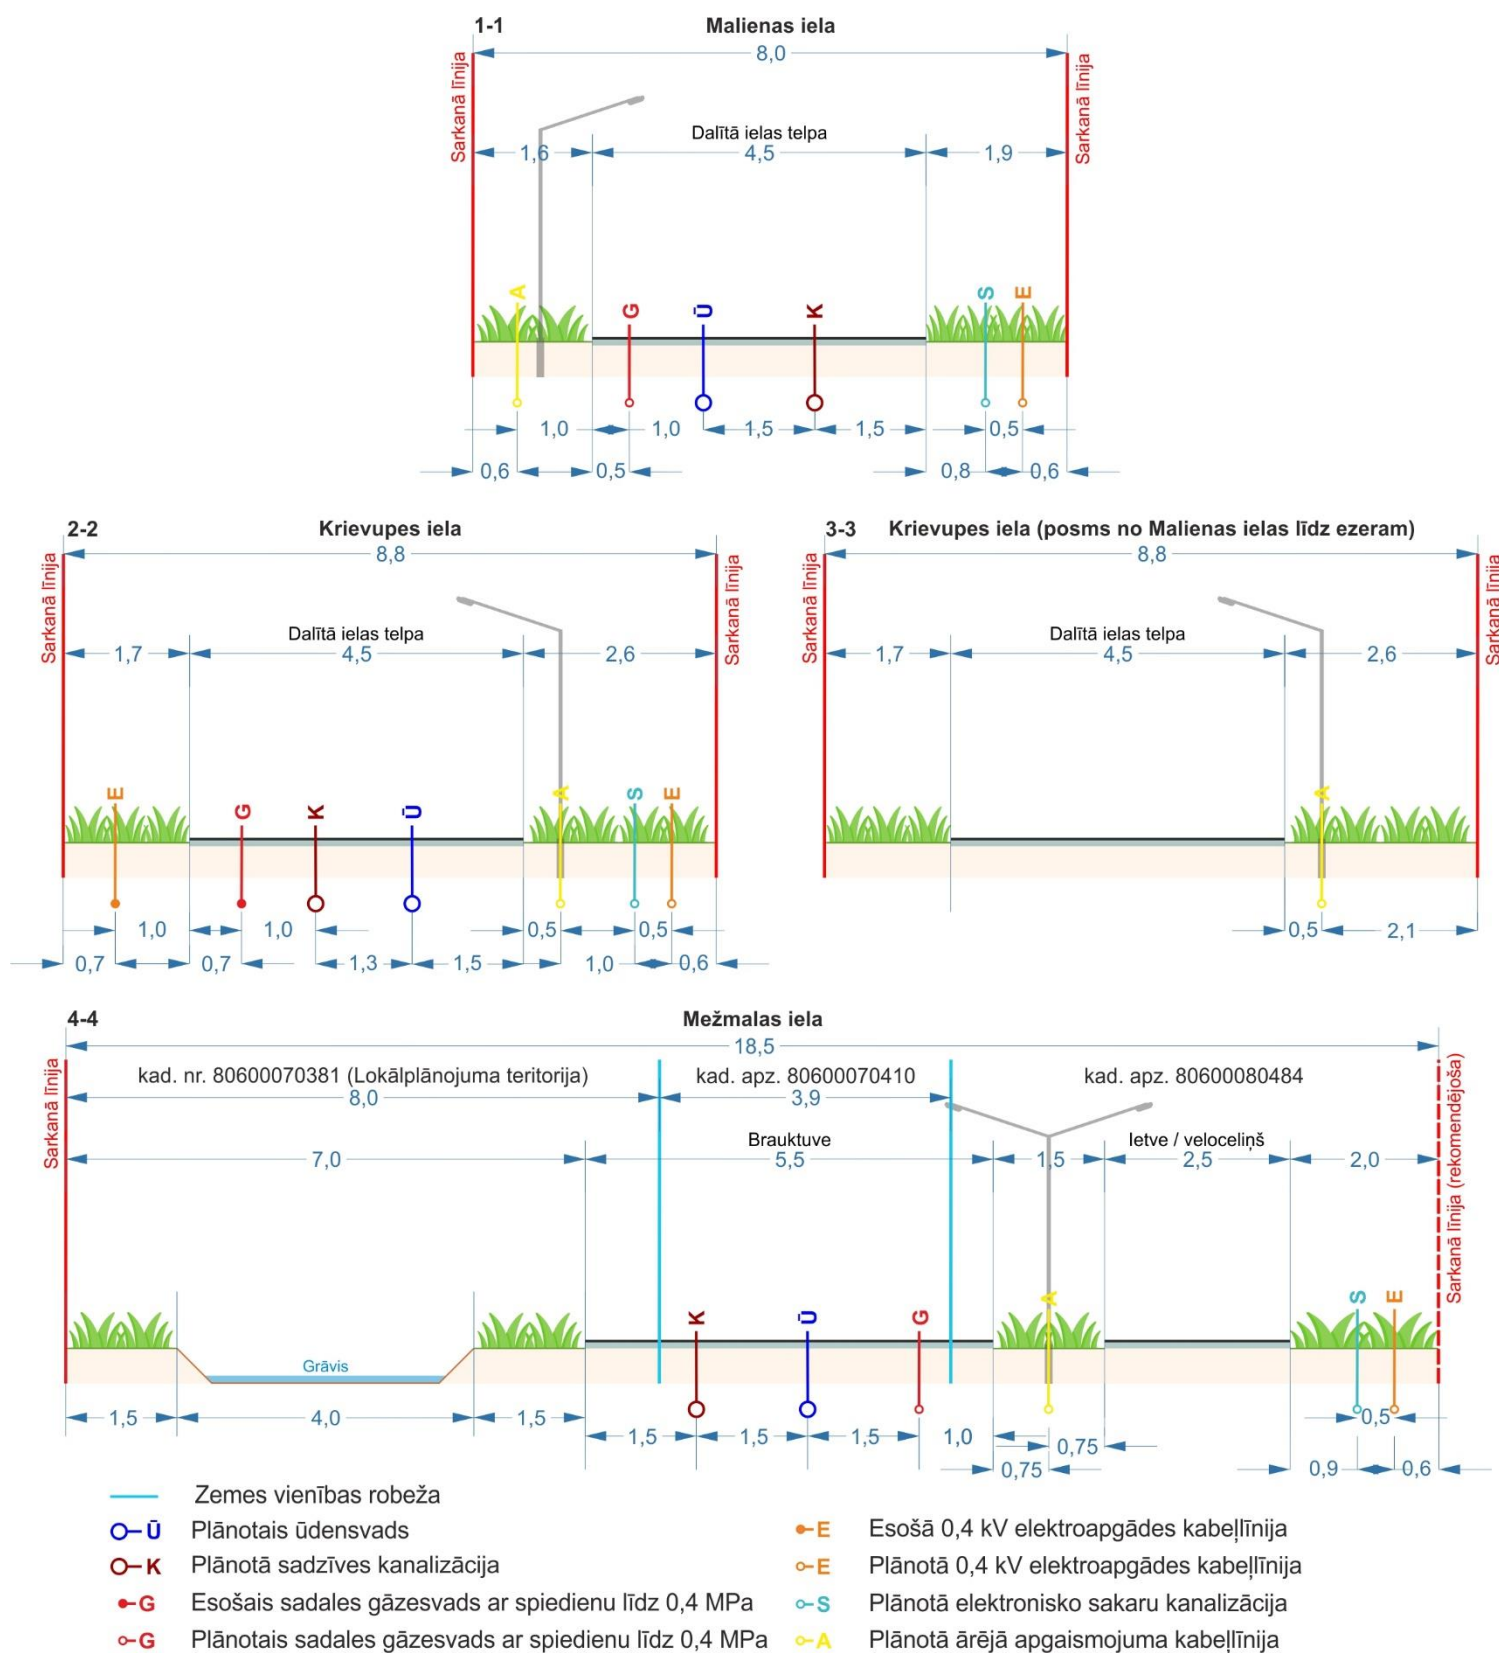 1-1 Malienas iela
8,0
Sarkanā līnija
Sarkanā līnija
Dalītā ielas telpa
1,6 4,5 1,9
A G Ū K S E
1,0 1,0 1,5 1,5 0,5
0,6 0,5 0,8 0,6
2-2 Krievupes iela
8,8
Sarkanā līnija
Sarkanā līnija
Dalītā ielas telpa
1,7 4,5 2,6
E G K Ū A S E
1,0 1,0 0,5 0,5
0,7 0,7 1,3 1,5 1,0 0,6
3-3 Krievupes iela (posms no Malienas ielas līdz ezeram)
8,8
Sarkanā līnija
Sarkanā līnija
Dalītā ielas telpa
1,7 4,5 2,6
A
0,5 2,1
4-4 Mežmalas iela
18,5
Sarkanā līnija
Sarkanā līnija (rekomendējoša)
kad. nr. 80600070381 (Lokālplānojuma teritorija) kad. apz. 80600070410 kad. apz. 80600080484
8,0 3,9
Brauktuve Ietve / veloceliņš
7,0 5,5 1,5 2,5 2,0
K Ū G A S E
Grāvis
1,5 4,0 1,5 0,5
1,5 1,5 1,5 1,0 0,75
0,75 0,9 0,6
Zemes vienības robeža
Ū Plānotais ūdensvads
K Plānotā sadzīves kanalizācija
G Esošais sadales gāzesvads ar spiedienu līdz 0,4 MPa
G Plānotais sadales gāzesvads ar spiedienu līdz 0,4 MPa
E Esošā 0,4 kV elektroapgādes kabeļlīnija
E Plānotā 0,4 kV elektroapgādes kabeļlīnija
S Plānotā elektronisko sakaru kanalizācija
A Plānotā ārējā apgaismojuma kabeļlīnija